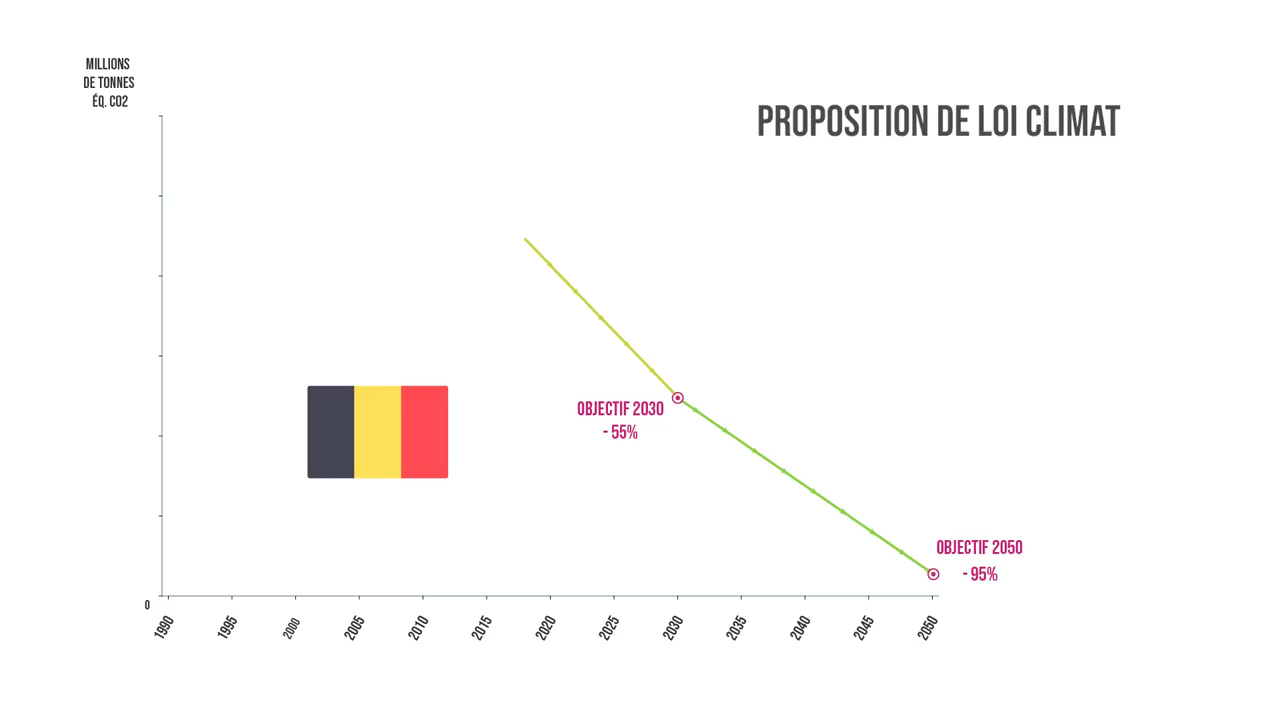 MILLIONS
DE TONNES
ÉQ. CO2
PROPOSITION DE LOI CLIMAT
OBJECTIF 2030
- 55%
OBJECTIF 2050
- 95%
0
1990
1995
2000
2005
2010
2015
2020
2025
2030
2035
2040
2045
2050